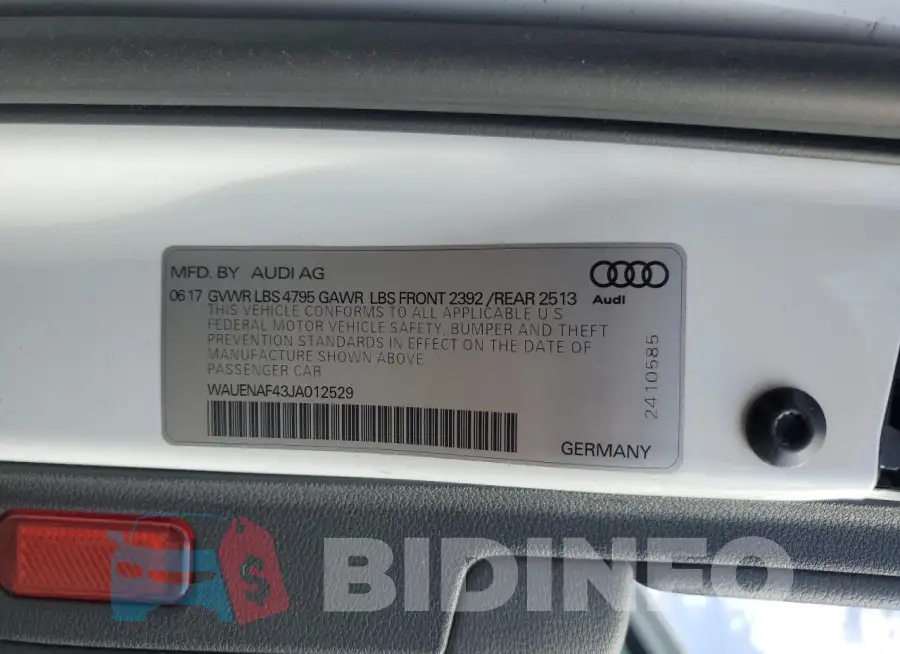 MFD. BY AUDI AG
Audi
06 17 GVWR LBS 4795 GAWR LBS FRONT 2392 /REAR 2513
THIS VEHICLE CONFORMS TO ALL APPLICABLE U S
FEDERAL MOTOR VEHICLE SAFETY, BUMPER AND THEFT
PREVENTION STANDARDS IN EFFECT ON THE DATE OF
MANUFACTURE SHOWN ABOVE
PASSENGER CAR
WAUENAF43JA012529
2410585
GERMANY
$ BIDINFO